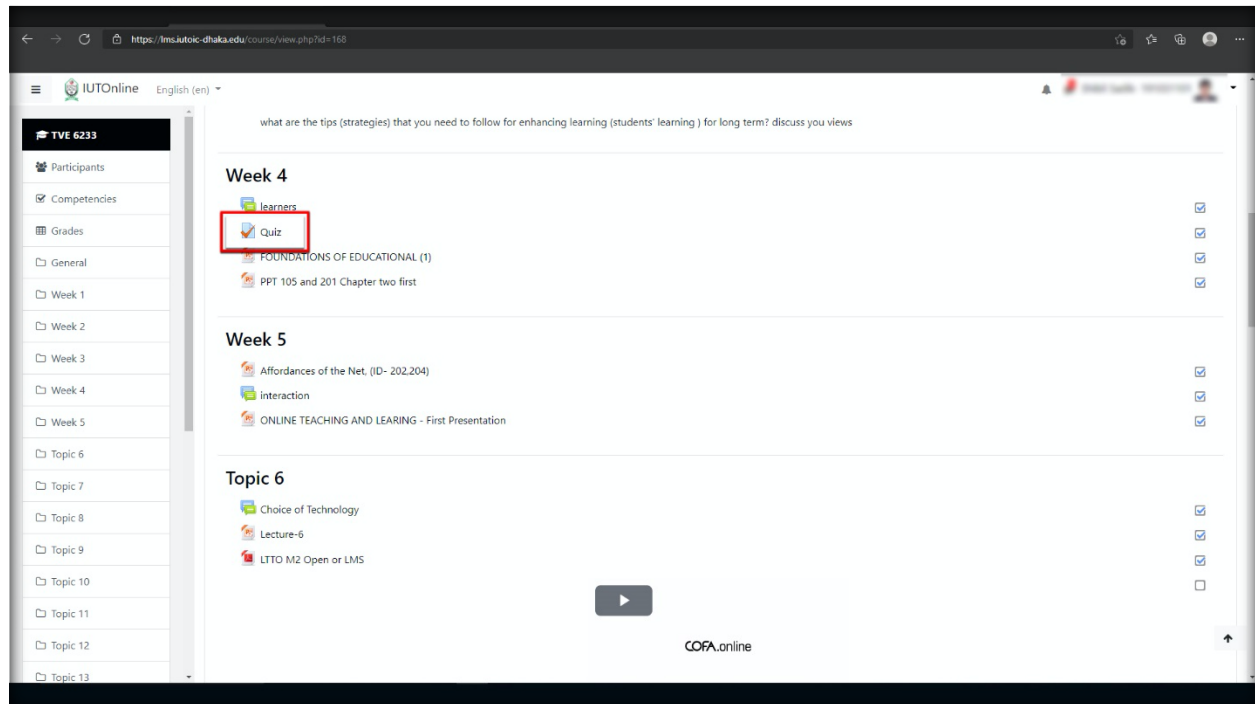 https://lms.iutoic-dhaka.edu/course/view.php?id=168
IUTOnline English (en)
TVE 6233
Participants
Competencies
Grades
General
Week 1
Week 2
Week 3
Week 4
Week 5
Topic 6
Topic 7
Topic 8
Topic 9
Topic 10
Topic 11
Topic 12
Topic 13
what are the tips (strategies) that you need to follow for enhancing learning (students' learning ) for long term? discuss you views
Week 4
learners
Quiz
FOUNDATIONS OF EDUCATIONAL (1)
PPT 105 and 201 Chapter two first
Week 5
Affordances of the Net, (ID- 202,204)
interaction
ONLINE TEACHING AND LEARING - First Presentation
Topic 6
Choice of Technology
Lecture-6
LTTO M2 Open or LMS
COFA.online